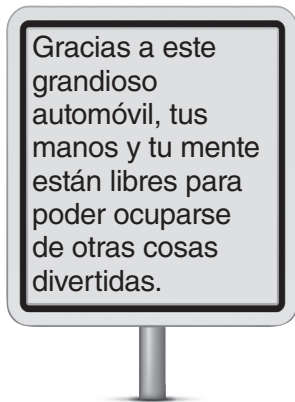 Gracias a este
grandioso
automóvil, tus
manos y tu mente
están libres para
poder ocuparse
de otras cosas
divertidas.